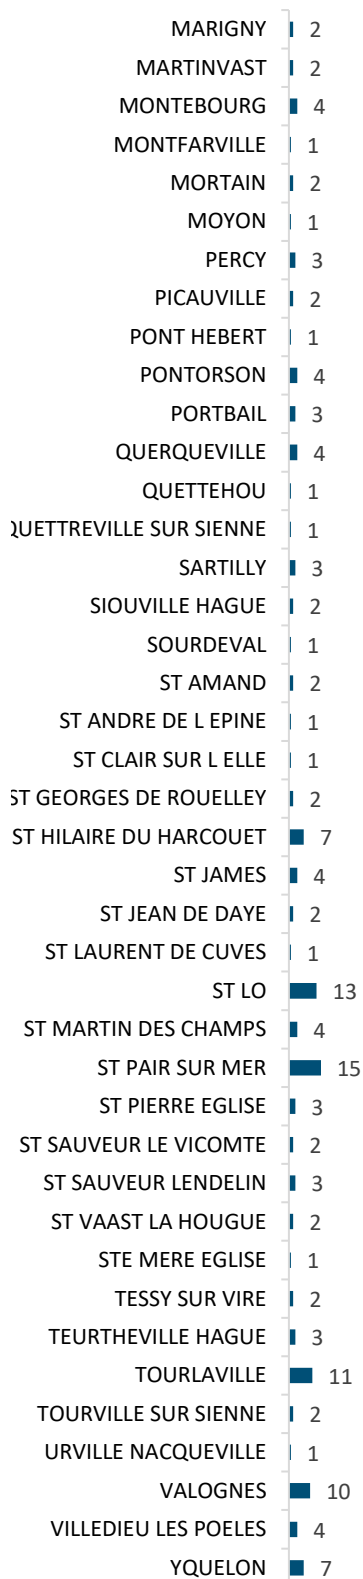 MARIGNY 2
MARTINVAST 2
MONTEBOURG 4
MONTFARVILLE 1
MORTAIN 2
MOYON 1
PERCY 3
PICAUVILLE 2
PONT HEBERT 1
PONTORSON 4
PORTBAIL 3
QUERQUEVILLE 4
QUETTEHOU 1
QUETTREVILLE SUR SIENNE 1
SARTILLY 3
SIOUVILLE HAGUE 2
SOURDEVAL 1
ST AMAND 2
ST ANDRE DE L EPINE 1
ST CLAIR SUR L ELLE 1
ST GEORGES DE ROUELLEY 2
ST HILAIRE DU HARCOUET 7
ST JAMES 4
ST JEAN DE DAYE 2
ST LAURENT DE CUVES 1
ST LO 13
ST MARTIN DES CHAMPS 4
ST PAIR SUR MER 15
ST PIERRE EGLISE 3
ST SAUVEUR LE VICOMTE 2
ST SAUVEUR LENDELIN 3
ST VAAST LA HOUGUE 2
STE MERE EGLISE 1
TESSY SUR VIRE 2
TEURTHEVILLE HAGUE 3
TOURLAVILLE 11
TOURVILLE SUR SIENNE 2
URVILLE NACQUEVILLE 1
VALOGNES 10
VILLEDIEU LES POELES 4
YQUELON 7